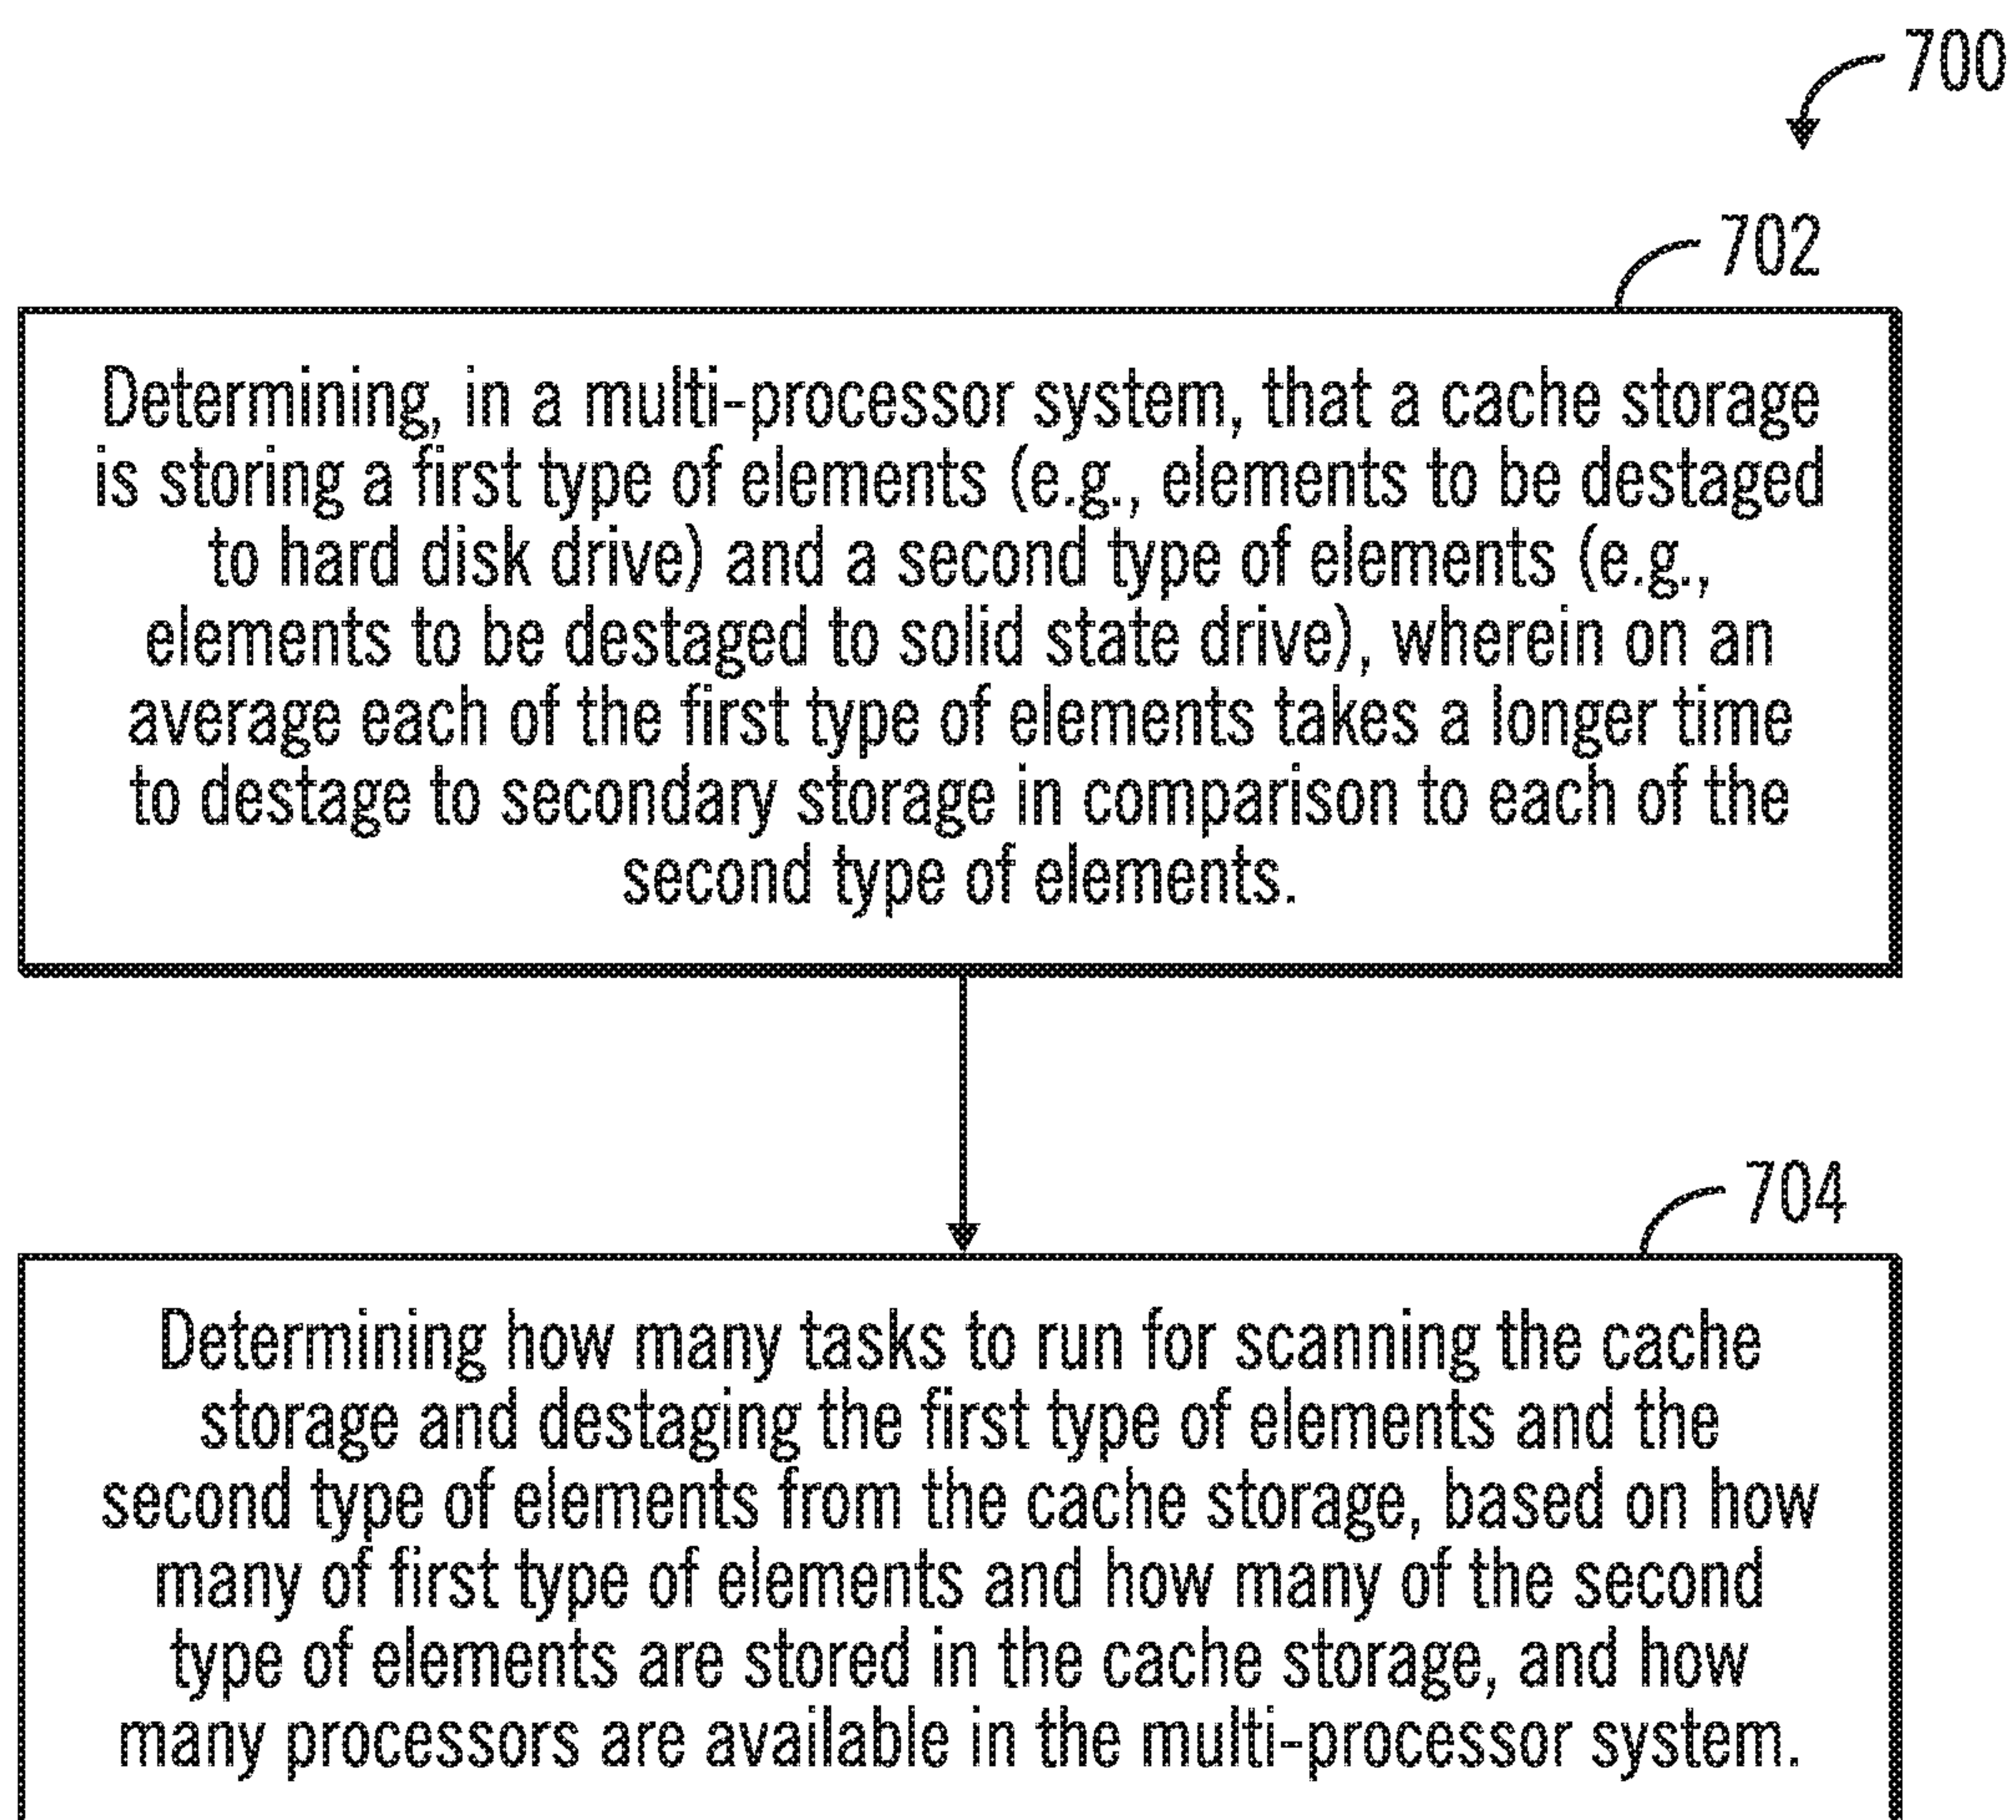 700
702
Determining, in a multi-processor system, that a cache storage
is storing a first type of elements (e.g., elements to be destaged
to hard disk drive) and a second type of elements (e.g.,
elements to be destaged to solid state drive), wherein on an
average each of the first type of elements takes a longer time
to destage to secondary storage in comparison to each of the
second type of elements.
704
Determining how many tasks to run for scanning the cache
storage and destaging the first type of elements and the
second type of elements from the cache storage, based on how
many of first type of elements and how many of the second
type of elements are stored in the cache storage, and how
many processors are available in the multi-processor system.